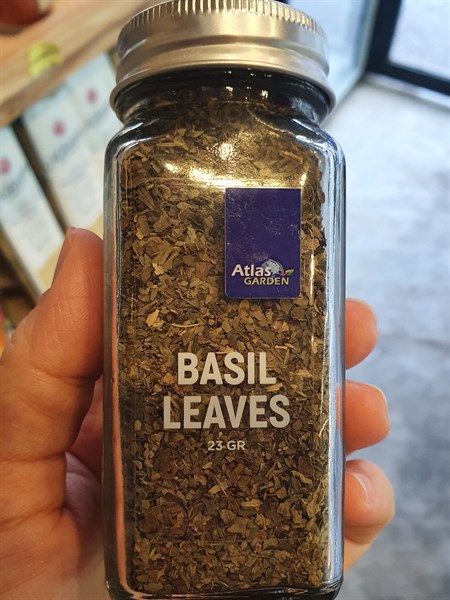 Atlas
GARDEN
BASIL
LEAVES
23 GR